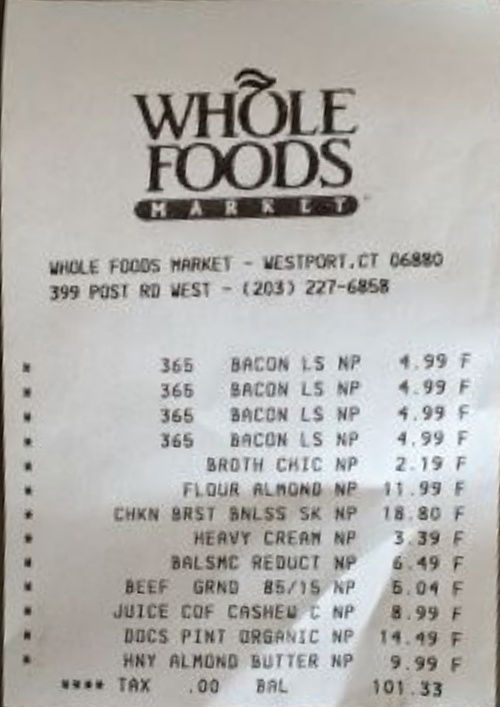 WHOLE
FOODS
MARKET
WHOLE FOODS MARKET - WESTPORT,CT 06880
399 POST RD WEST - (203) 227-6858
* 365 BACON LS NP 4.99 F
* 365 BACON LS NP 4.99 F
* 365 BACON LS NP 4.99 F
* 365 BACON LS NP 4.99 F
* BROTH CHIC NP 2.19 F
* FLOUR ALMOND NP 11.99 F
* CHKN BRST BNLSS SK NP 18.80 F
* HEAVY CREAM NP 3.39 F
* BALSMC REDUCT NP 6.49 F
* BEEF GRND 85/15 NP 5.04 F
* JUICE COF CASHEW C NP 8.99 F
* DOCS PINT ORGANIC NP 14.49 F
* HNY ALMOND BUTTER NP 9.99 F
**** TAX .00 BAL 101.33